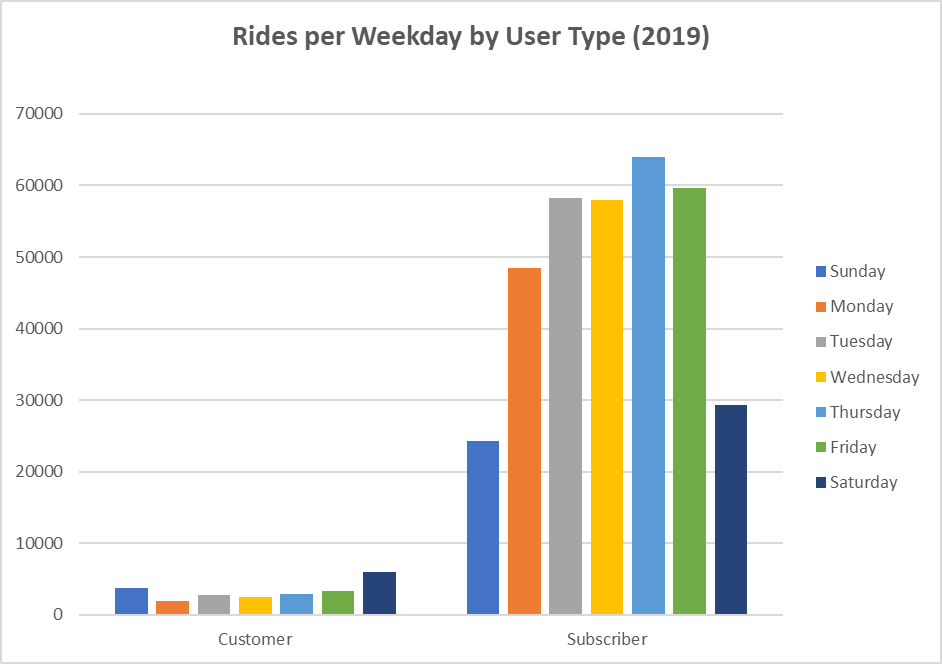 Rides per Weekday by User Type (2019)
70000
60000
50000
40000
30000
20000
10000
0
Customer
Subscriber
Sunday
Monday
Tuesday
Wednesday
Thursday
Friday
Saturday